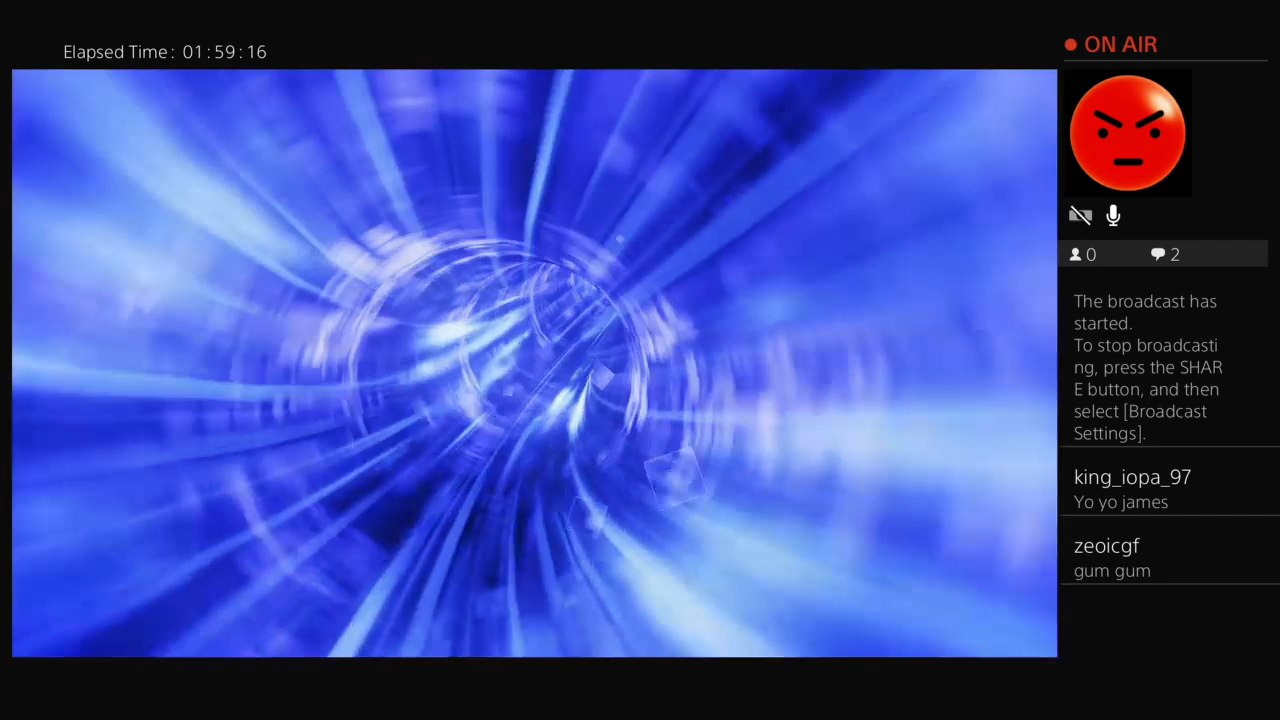 Elapsed Time: 01:59:16
ON AIR
0
2
The broadcast has
started.
To stop broadcasti
ng, press the SHAR
E button, and then
select [Broadcast
Settings].
king_iopa_97
Yo yo james
zeoicgf
gum gum